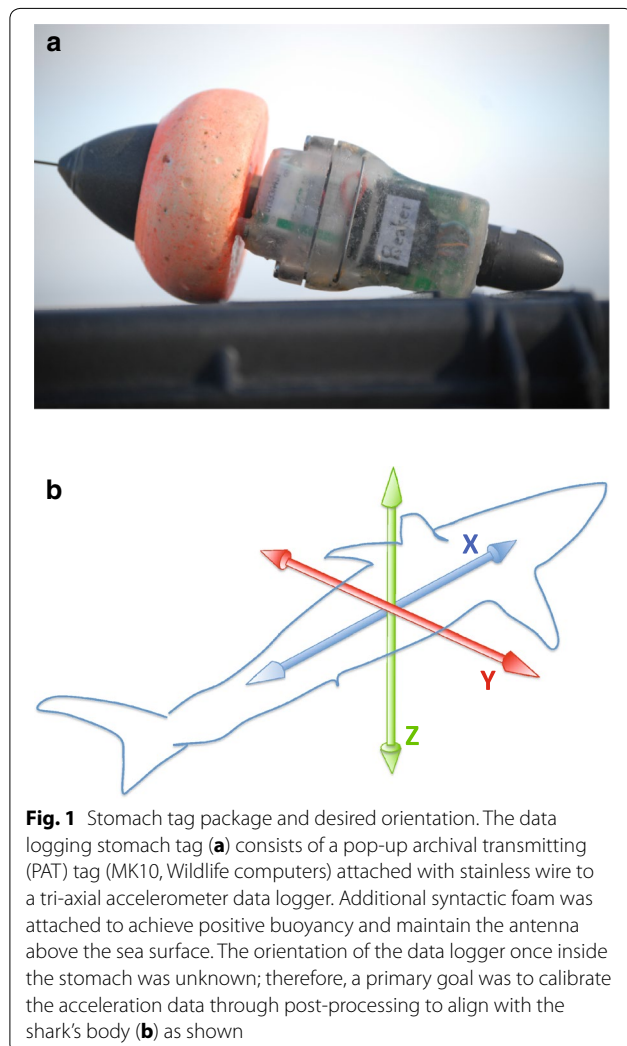 a
Beaker
b
X
Y
Z
Fig. 1 Stomach tag package and desired orientation. The data
logging stomach tag (a) consists of a pop-up archival transmitting
(PAT) tag (MK10, Wildlife computers) attached with stainless wire to
a tri-axial accelerometer data logger. Additional syntactic foam was
attached to achieve positive buoyancy and maintain the antenna
above the sea surface. The orientation of the data logger once inside
the stomach was unknown; therefore, a primary goal was to calibrate
the acceleration data through post-processing to align with the
shark's body (b) as shown